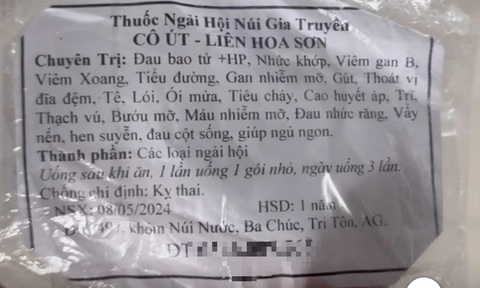 Thuốc Ngải Hội Núi Gia Truyền
CÔ ÚT - LIÊN HOA SƠN
Chuyên Trị: Đau bao tử +HP, Nhức khớp, Viêm gan B,
Viêm Xoang, Tiểu đường, Gan nhiễm mỡ, Gút, Thoát vị
đĩa đệm, Tê, Lói, Ói mửa, Tiêu chảy, Cao huyết áp, Trĩ,
Thạch vú, Bướu mỡ, Máu nhiễm mỡ, Đau nhức răng, Vẩy
nến, hen suyễn, đau cột sống, giúp ngủ ngon.
Thành phần: Các loại ngải hội
Uống sau khi ăn, 1 lần uống 1 gói nhỏ, ngày uống 3 lần.
Chống chỉ định: Kỵ thai.
NSX: 08/05/2024 HSD: 1 năm
khóm Núi Nước, Ba Chúc, Tri Tôn, AG.
ĐT